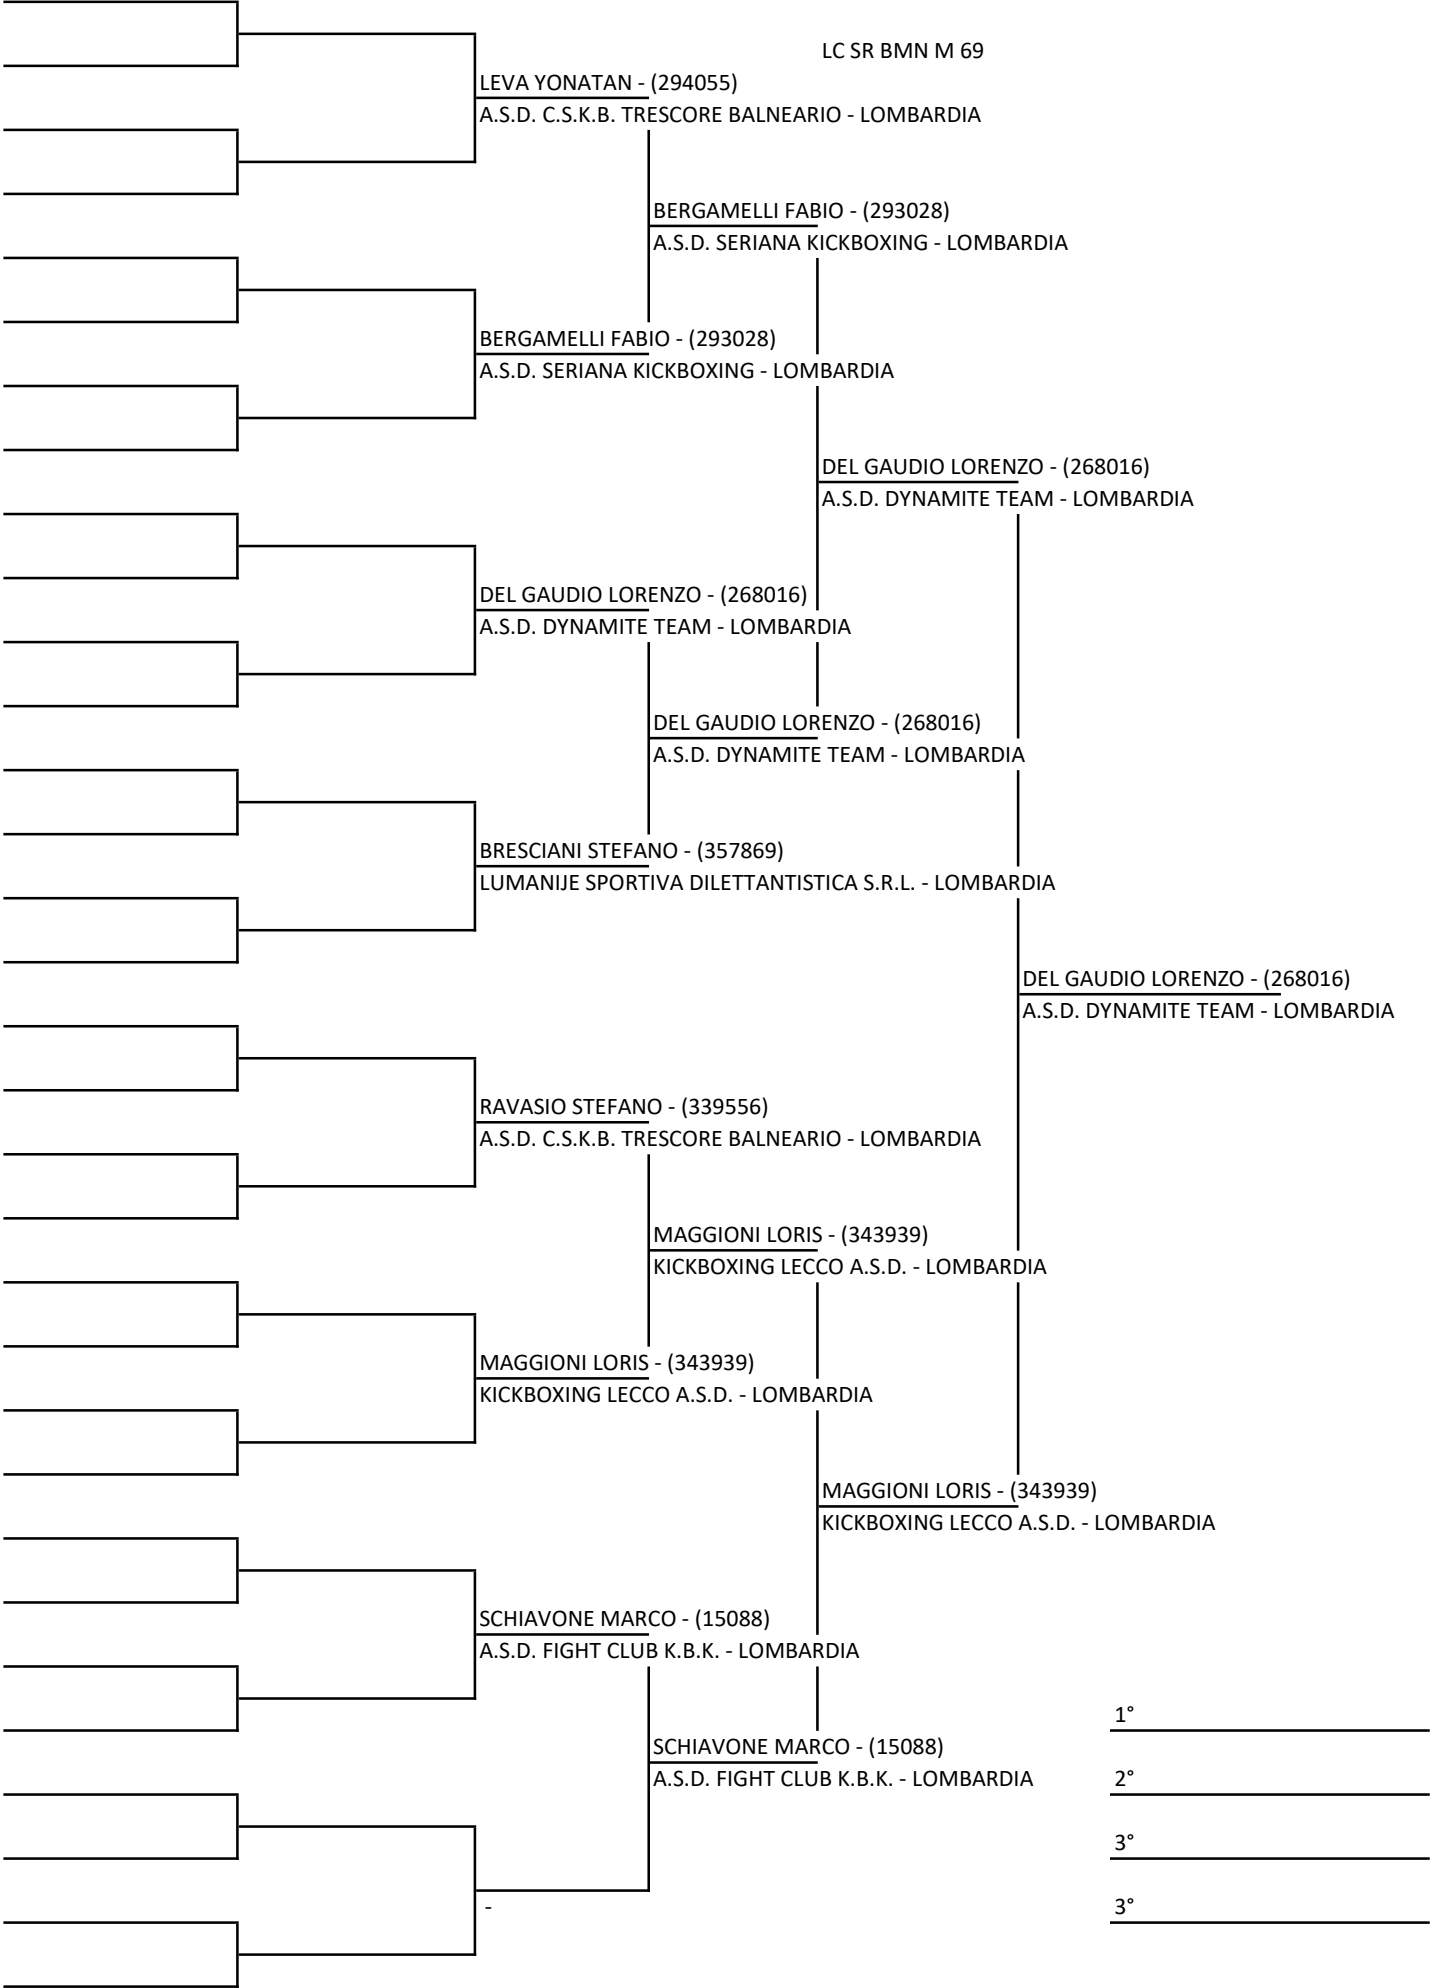 LC SR BMN M 69
LEVA YONATAN - (294055)
A.S.D. C.S.K.B. TRESCORE BALNEARIO - LOMBARDIA
BERGAMELLI FABIO - (293028)
A.S.D. SERIANA KICKBOXING - LOMBARDIA
BERGAMELLI FABIO - (293028)
A.S.D. SERIANA KICKBOXING - LOMBARDIA
DEL GAUDIO LORENZO - (268016)
A.S.D. DYNAMITE TEAM - LOMBARDIA
DEL GAUDIO LORENZO - (268016)
A.S.D. DYNAMITE TEAM - LOMBARDIA
DEL GAUDIO LORENZO - (268016)
A.S.D. DYNAMITE TEAM - LOMBARDIA
BRESCIANI STEFANO - (357869)
LUMANIJE SPORTIVA DILETTANTISTICA S.R.L. - LOMBARDIA
DEL GAUDIO LORENZO - (268016)
A.S.D. DYNAMITE TEAM - LOMBARDIA
RAVASIO STEFANO - (339556)
A.S.D. C.S.K.B. TRESCORE BALNEARIO - LOMBARDIA
MAGGIONI LORIS - (343939)
KICKBOXING LECCO A.S.D. - LOMBARDIA
MAGGIONI LORIS - (343939)
KICKBOXING LECCO A.S.D. - LOMBARDIA
MAGGIONI LORIS - (343939)
KICKBOXING LECCO A.S.D. - LOMBARDIA
SCHIAVONE MARCO - (15088)
A.S.D. FIGHT CLUB K.B.K. - LOMBARDIA
1°
SCHIAVONE MARCO - (15088)
A.S.D. FIGHT CLUB K.B.K. - LOMBARDIA
2°
3°
-
3°